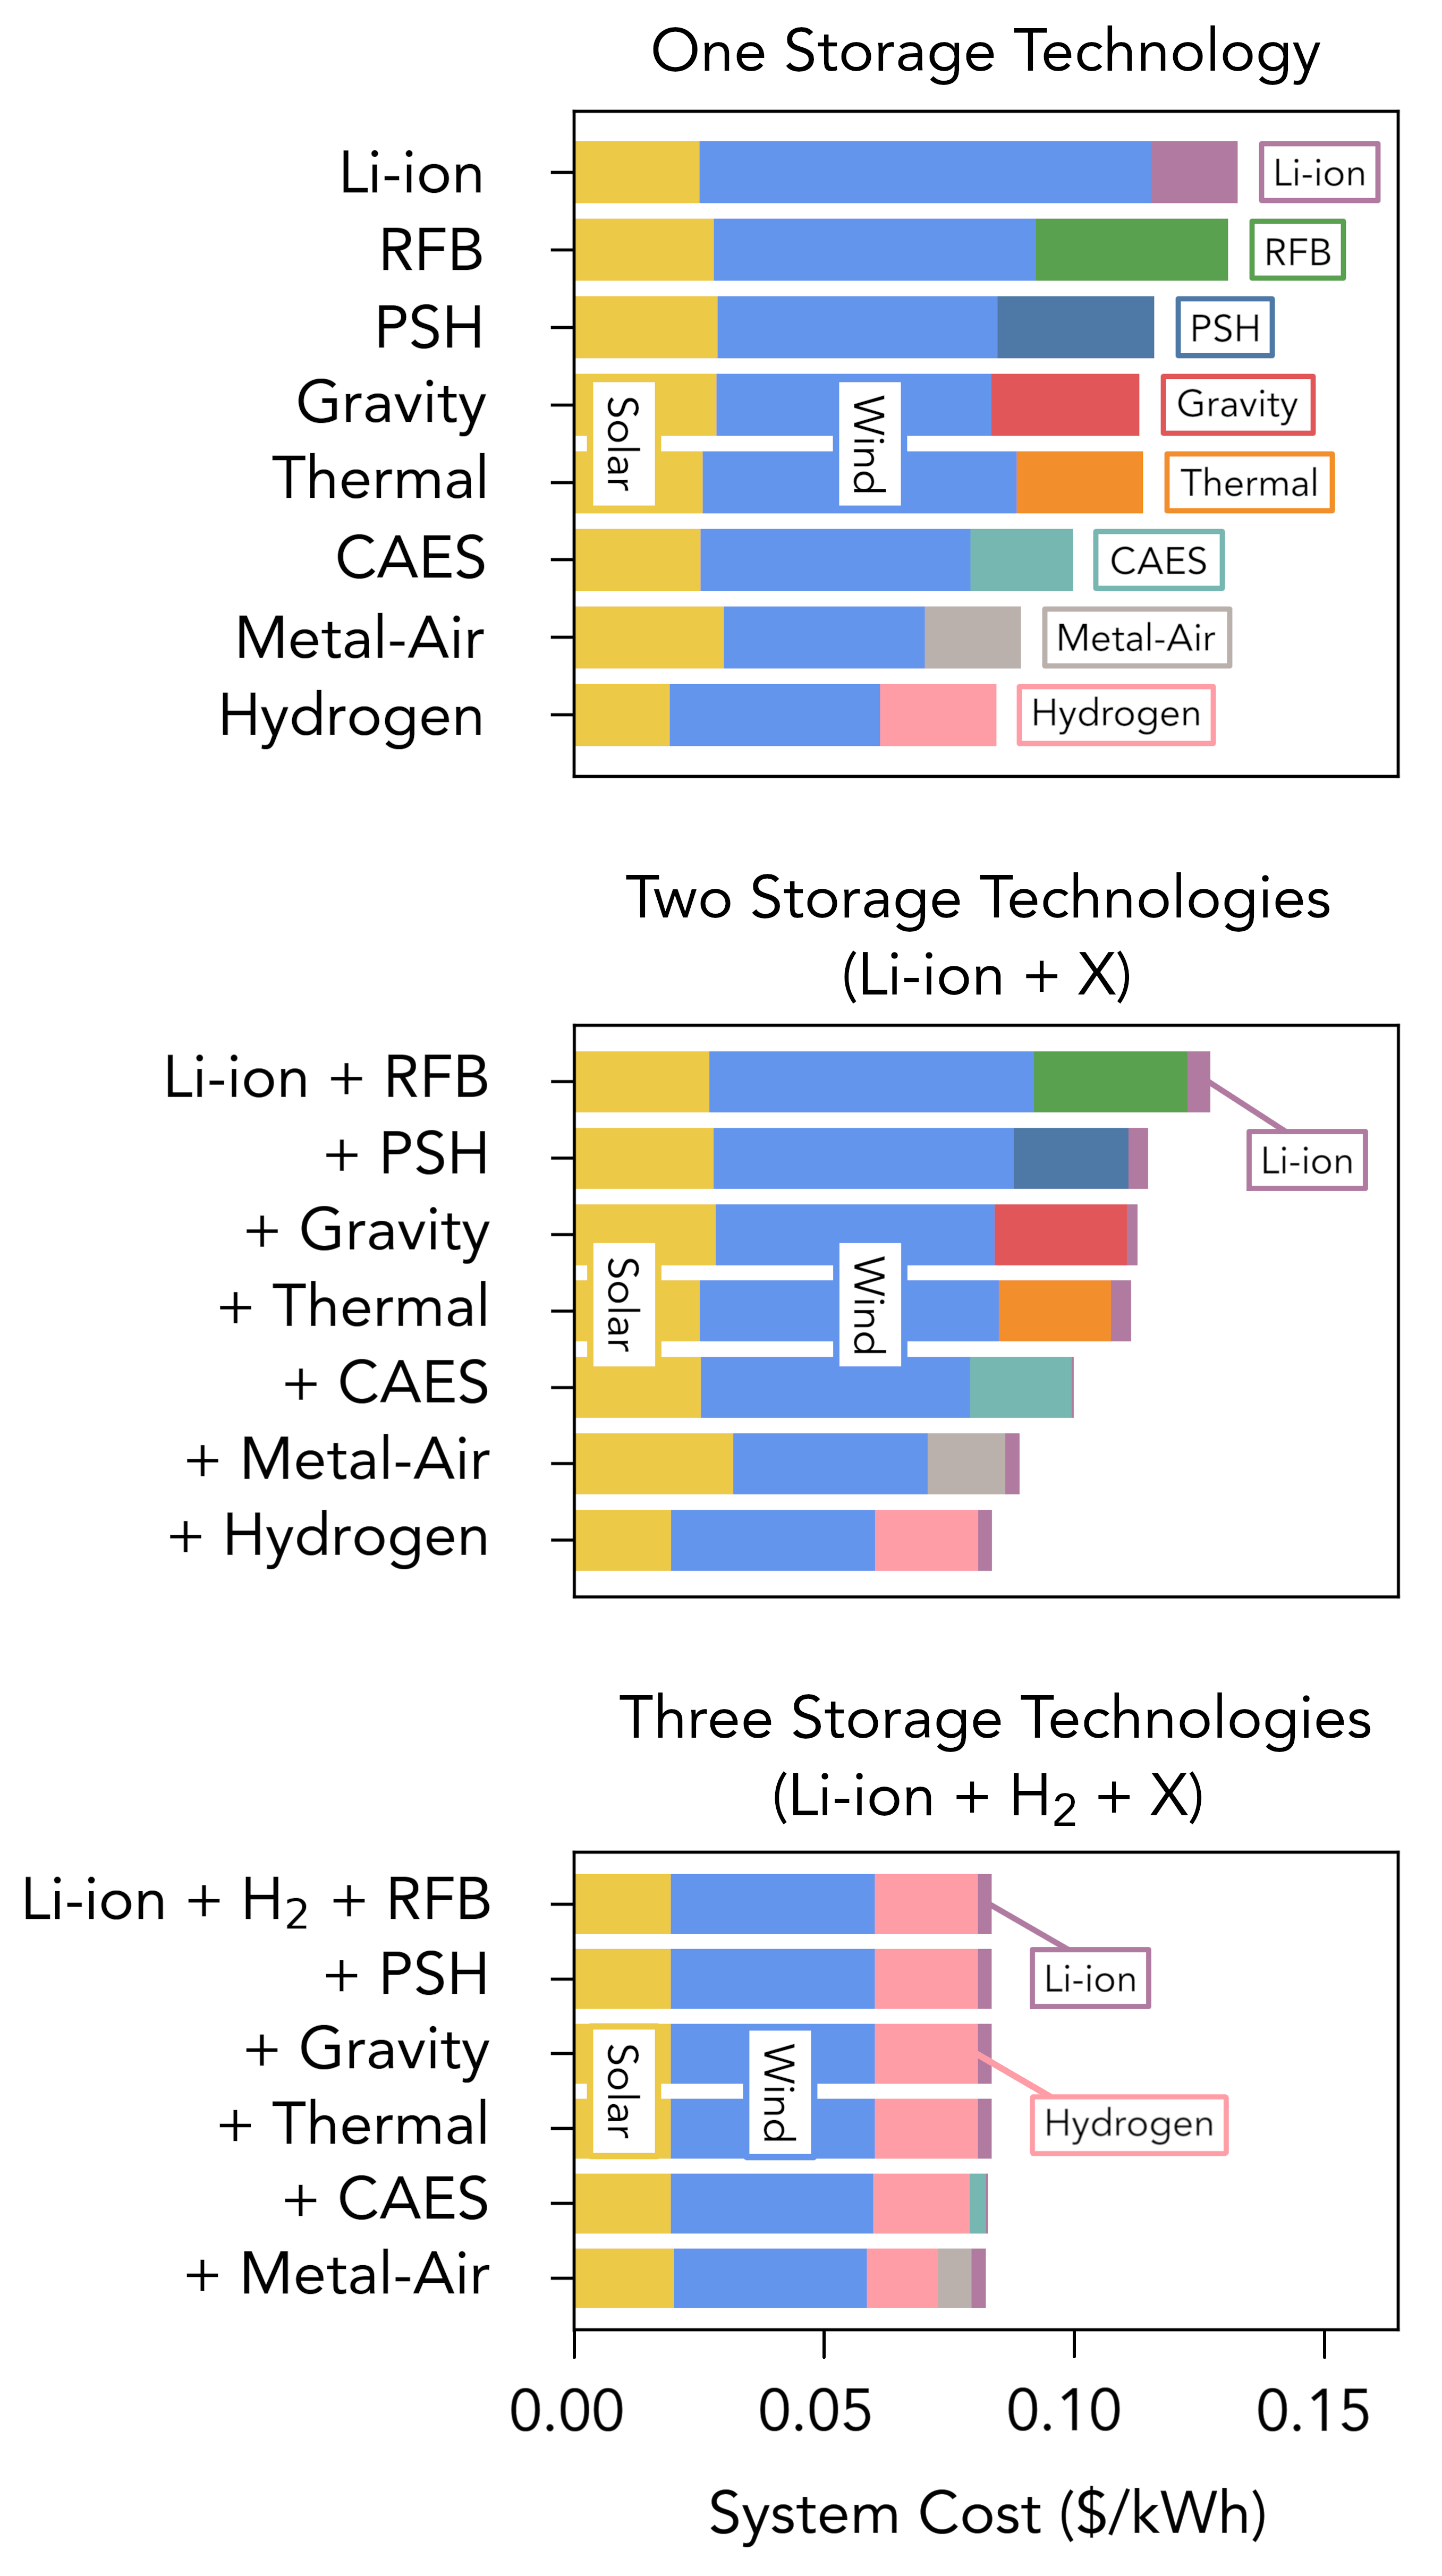 One Storage Technology
Li-ion
Li-ion
RFB
RFB
PSH
PSH
Gravity
Gravity
Solar
Wind
Thermal
Thermal
CAES
CAES
Metal-Air
Metal-Air
Hydrogen
Hydrogen
Two Storage Technologies
(Li-ion + X)
Li-ion + RFB
+ PSH
Li-ion
+ Gravity
Solar
Wind
+ Thermal
+ CAES
+ Metal-Air
+ Hydrogen
Three Storage Technologies
(Li-ion + H₂ + X)
Li-ion + H₂ + RFB
+ PSH
Li-ion
+ Gravity
Solar
Wind
+ Thermal
Hydrogen
+ CAES
+ Metal-Air
0.00 0.05 0.10 0.15
System Cost ($/kWh)